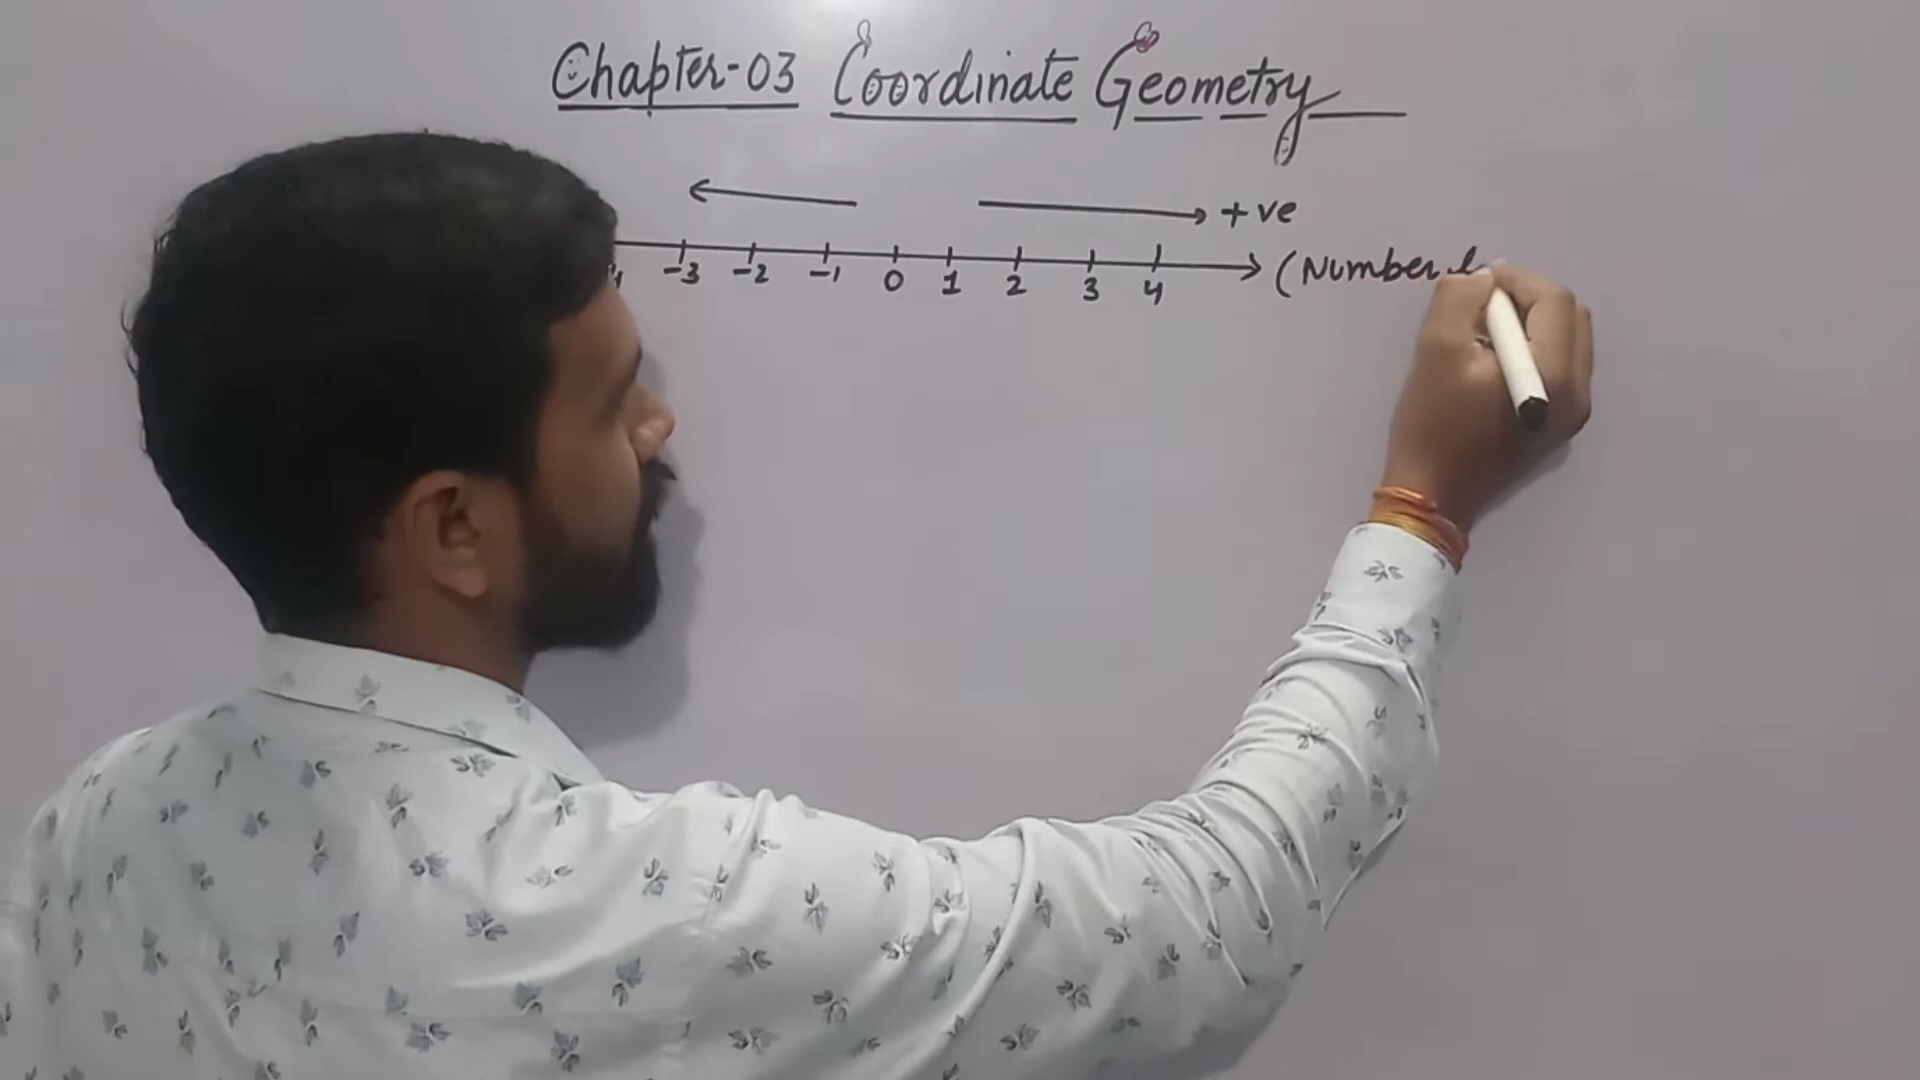 Chapter-03 Coordinate Geometry
+ve
-3 -2 -1 0 1 2 3 4 (Number